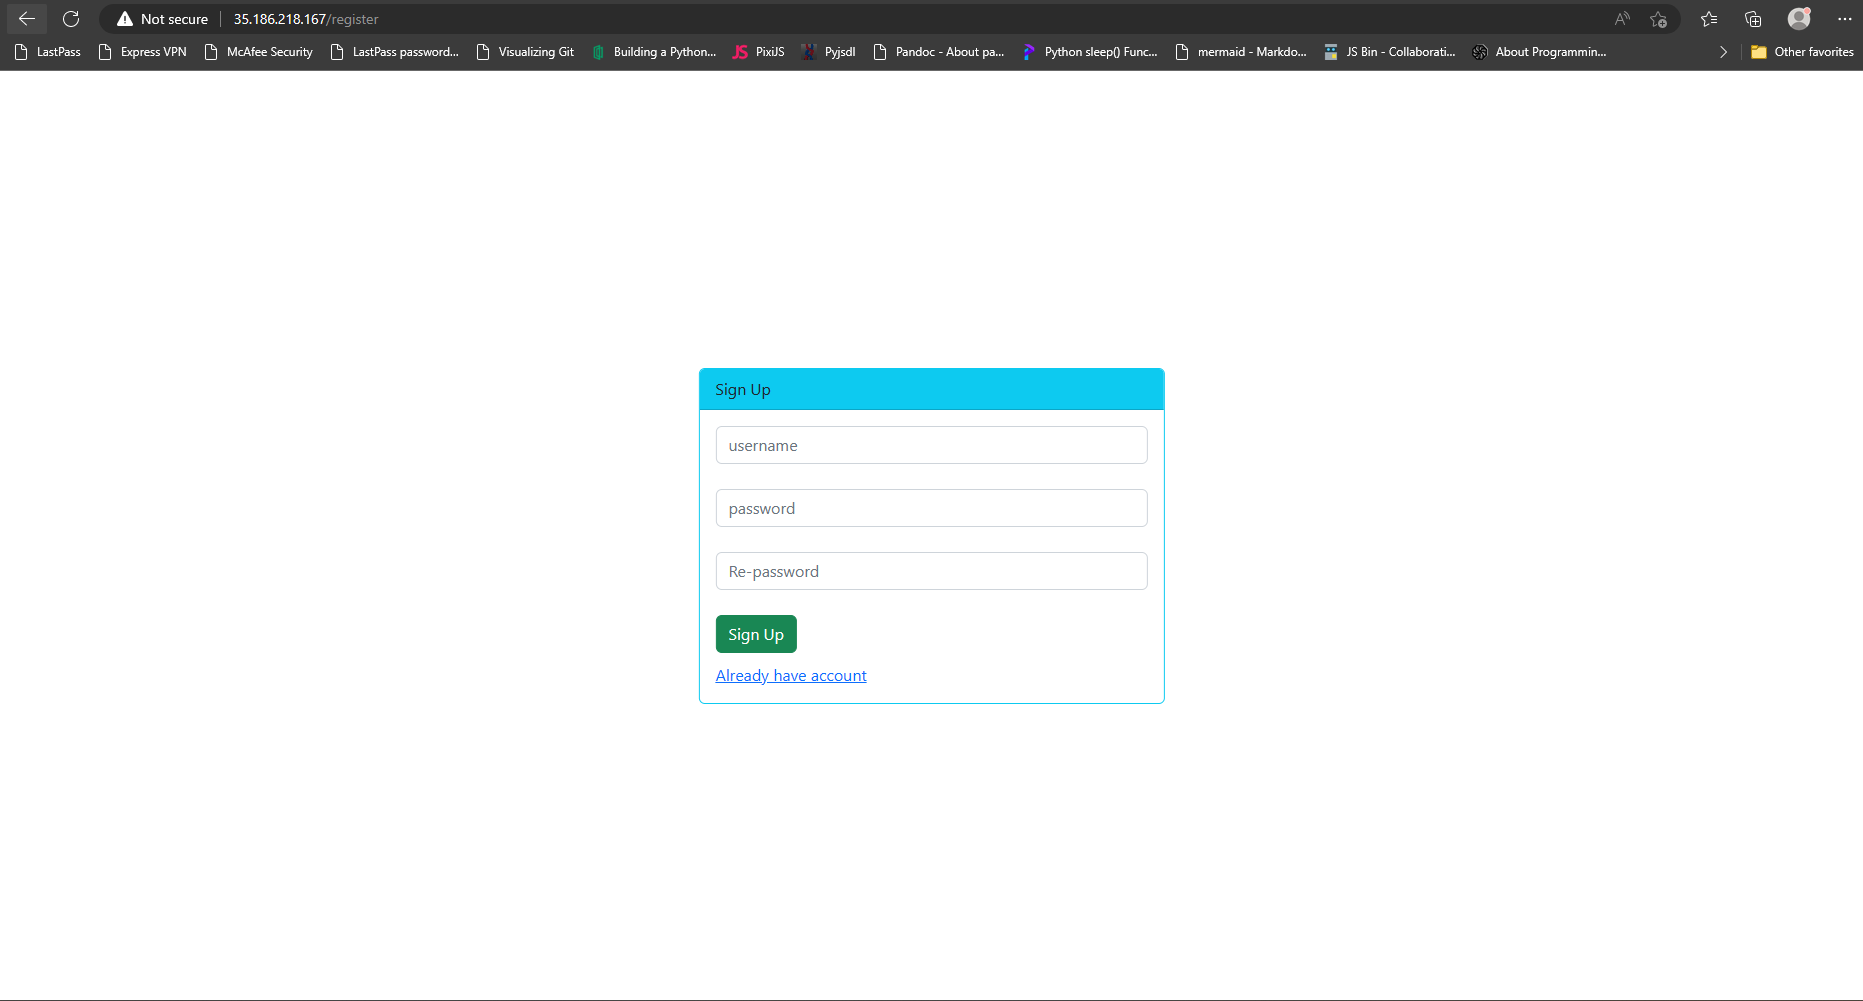 Not secure 35.186.218.167/register
LastPass Express VPN McAfee Security LastPass password... Visualizing Git Building a Python... PixiJS Pyjsdl Pandoc - About pa... Python sleep() Func... mermaid - Markdo... JS Bin - Collaborati... About Programmin... Other favorites
Sign Up
username
password
Re-password
Sign Up
Already have account